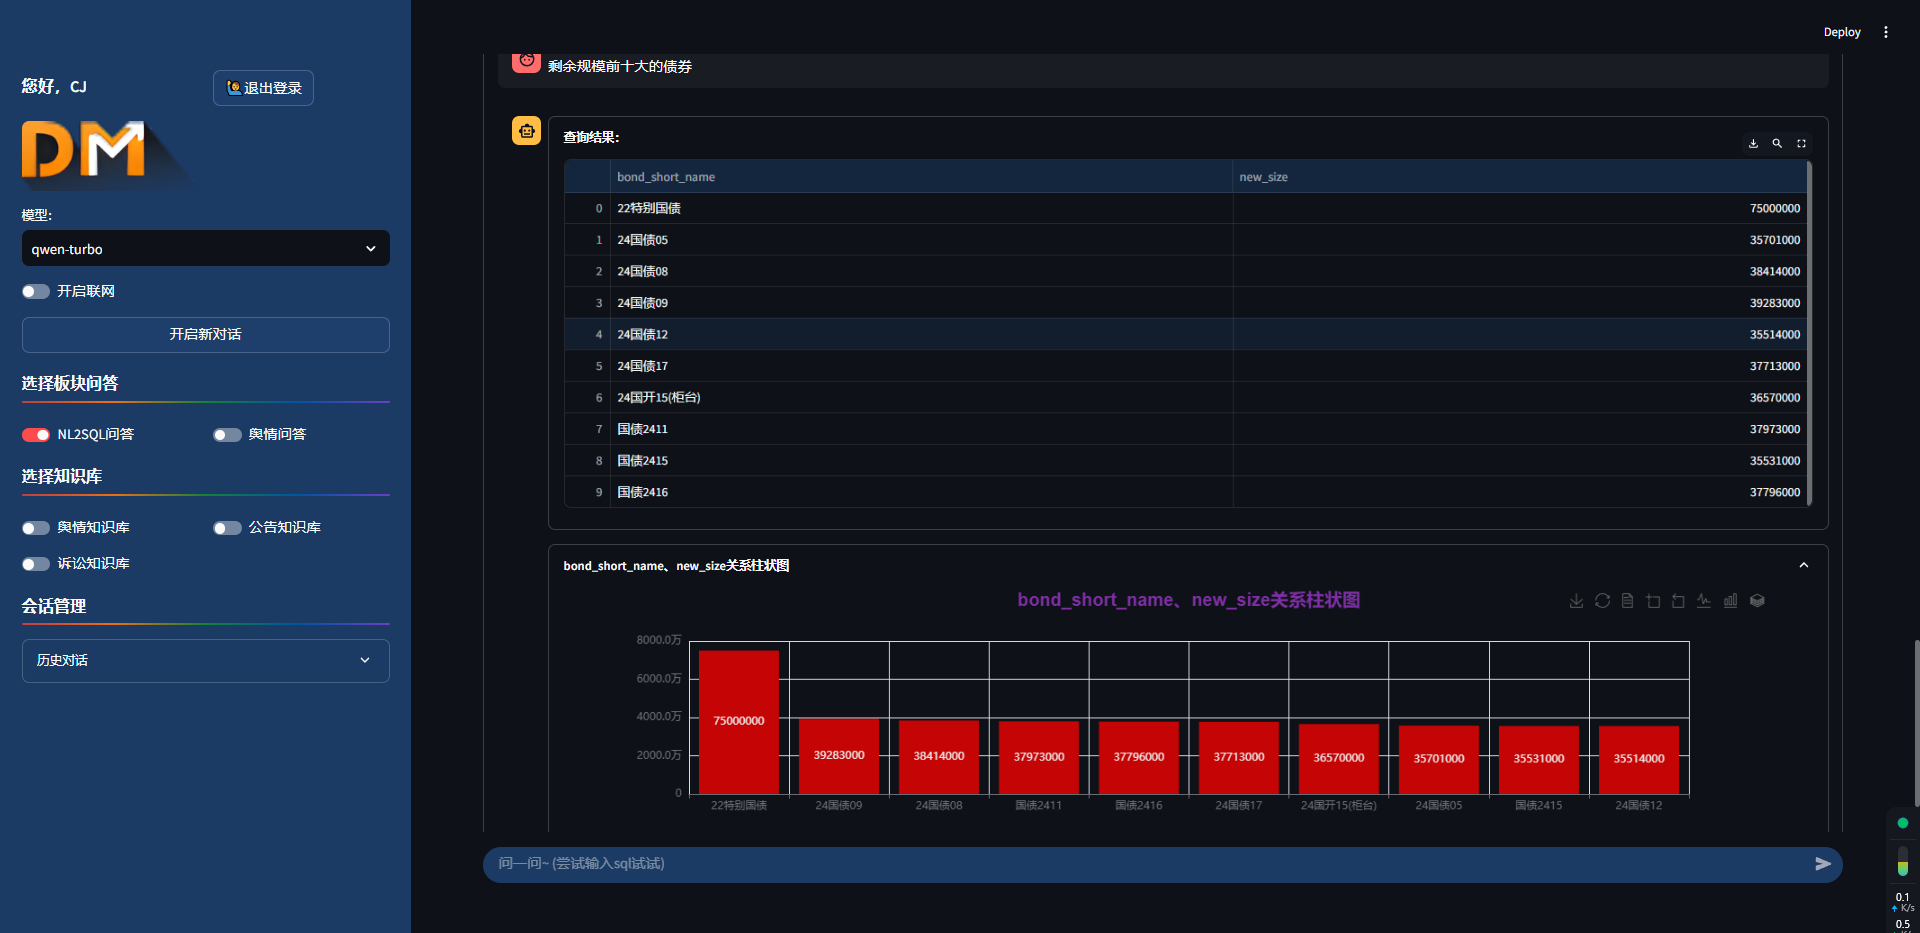 Deploy
您好，CJ
退出登录
DM
模型：
qwen-turbo
开启联网
开启新对话
选择板块问答
NL2SQL问答
舆情问答
选择知识库
舆情知识库
公告知识库
诉讼知识库
会话管理
历史对话
剩余规模前十大的债券
查询结果：
bond_short_name new_size
0 22特别国债 75000000
1 24国债05 35701000
2 24国债08 38414000
3 24国债09 39283000
4 24国债12 35514000
5 24国债17 37713000
6 24国开15(柜台) 36570000
7 国债2411 37973000
8 国债2415 35531000
9 国债2416 37796000
bond_short_name、new_size关系柱状图
bond_short_name、new_size关系柱状图
8000.0万
6000.0万
4000.0万
2000.0万
0
75000000 39283000 38414000 37973000 37796000 37713000 36570000 35701000 35531000 35514000
22特别国债 24国债09 24国债08 国债2411 国债2416 24国债17 24国开15(柜台) 24国债05 国债2415 24国债12
问一问~ (尝试输入sql试试)
0.1
K/s
0.5